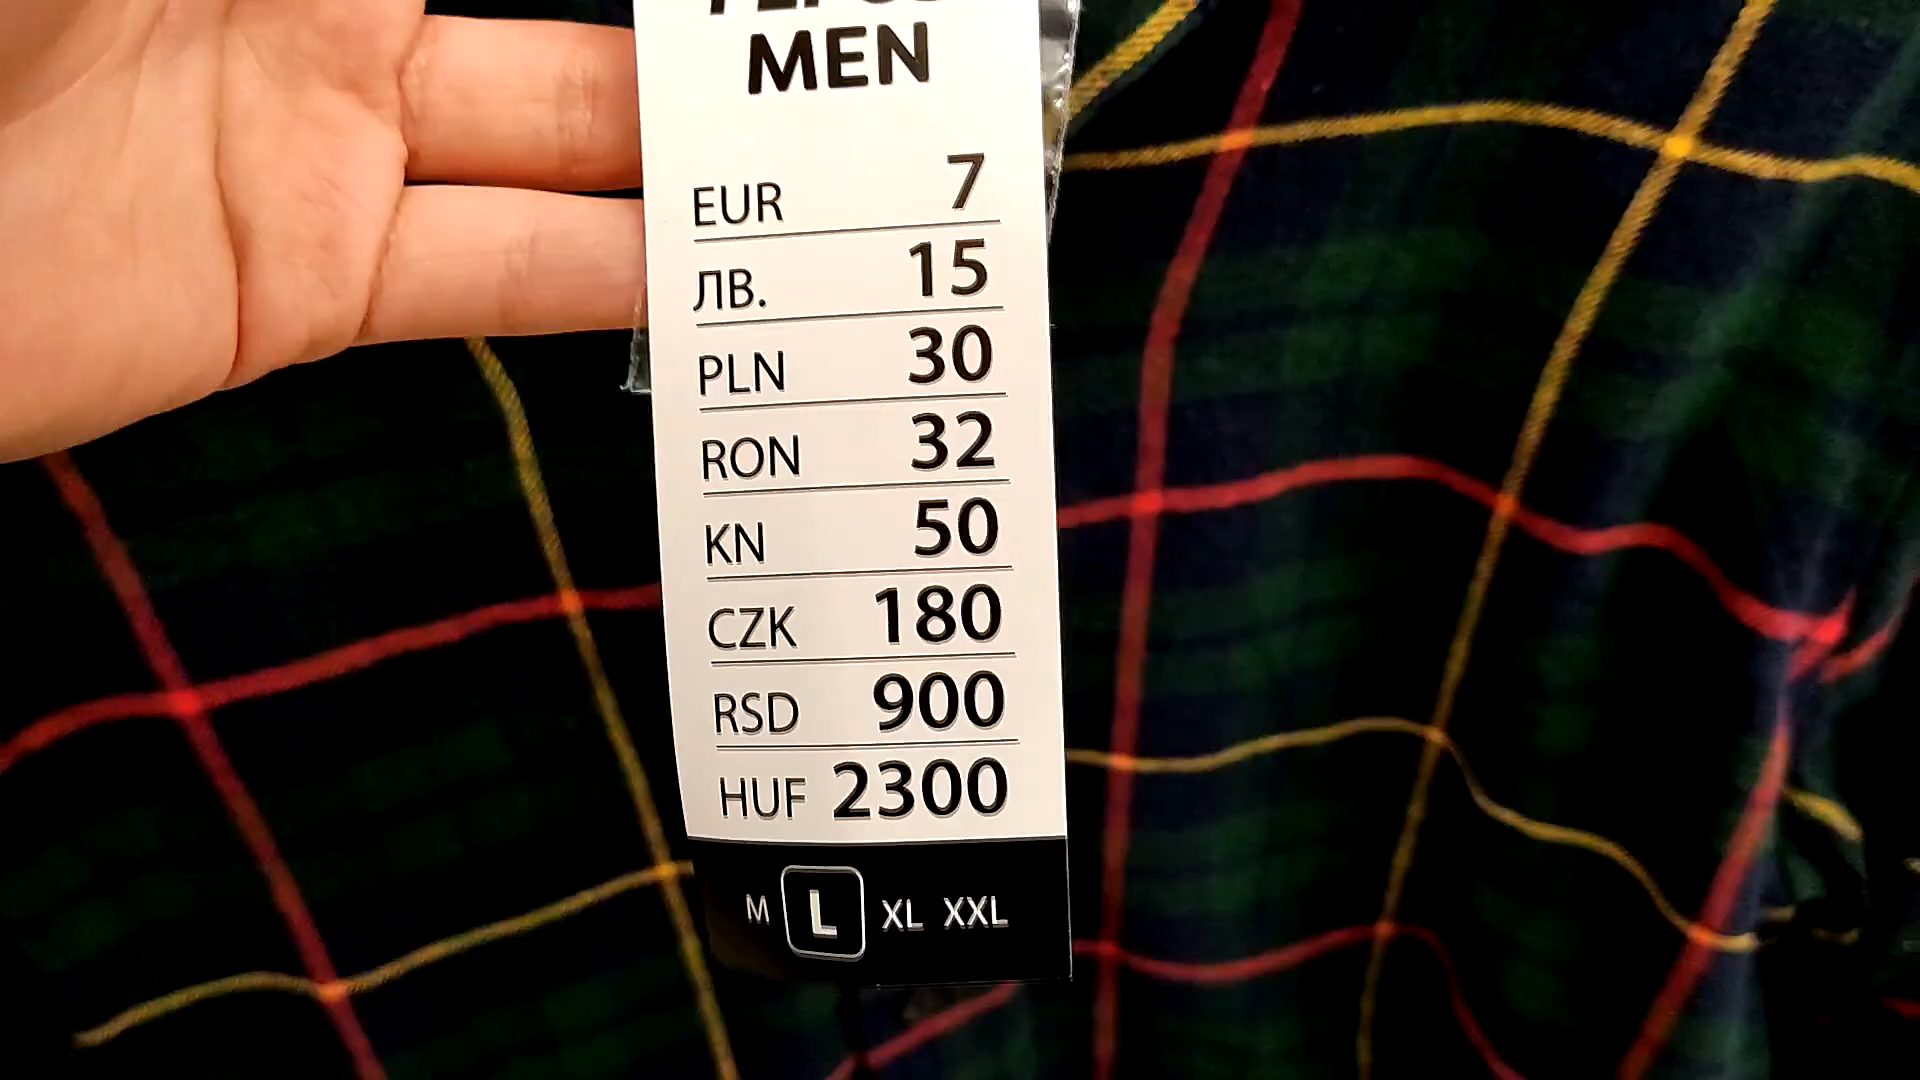 MEN
EUR 7
ЛВ. 15
PLN 30
RON 32
KN 50
CZK 180
RSD 900
HUF 2300
M L XL XXL